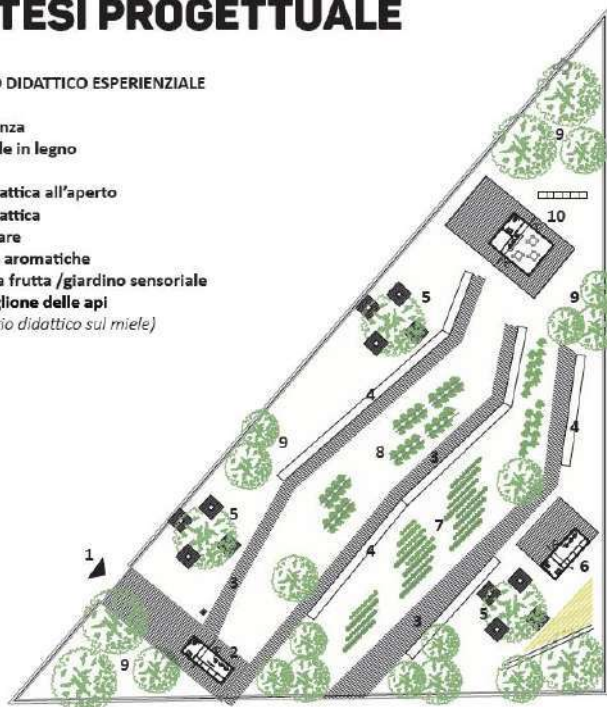 TESI PROGETTUALE
O DIDATTICO ESPERIENZIALE
nza
le in legno
attica all'aperto
attica
are
aromatiche
a frutta /giardino sensoriale
glione delle api
io didattico sul miele)
9
10
5
9
4
4
9
8
3
5
7
4
1
6
3
3
5
2
9